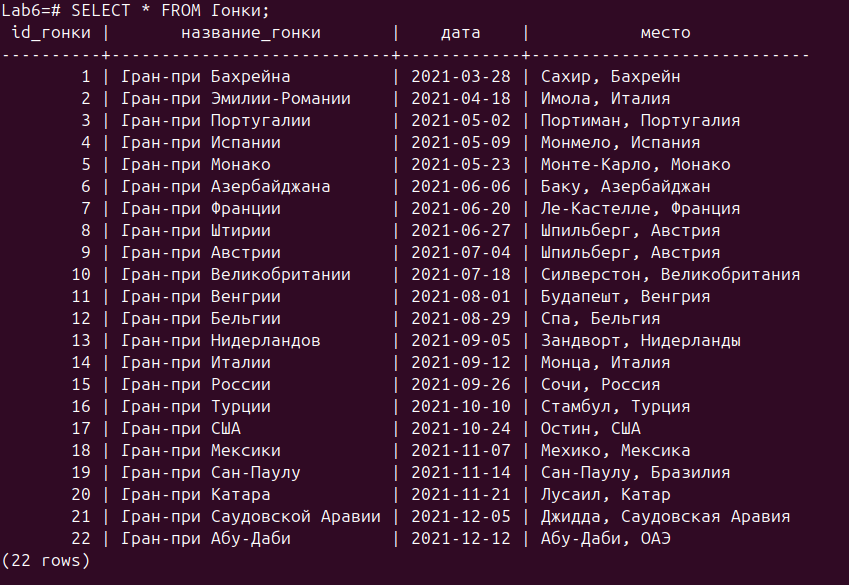 Lab6=# SELECT * FROM Гонки;
 id_гонки |       название_гонки       |    дата    |           место
----------+----------------------------+------------+----------------------------
        1 | Гран-при Бахрейна          | 2021-03-28 | Сахир, Бахрейн
        2 | Гран-при Эмилии-Романии    | 2021-04-18 | Имола, Италия
        3 | Гран-при Португалии        | 2021-05-02 | Портиман, Португалия
        4 | Гран-при Испании           | 2021-05-09 | Монмело, Испания
        5 | Гран-при Монако            | 2021-05-23 | Монте-Карло, Монако
        6 | Гран-при Азербайджана      | 2021-06-06 | Баку, Азербайджан
        7 | Гран-при Франции           | 2021-06-20 | Ле-Кастелле, Франция
        8 | Гран-при Штирии            | 2021-06-27 | Шпильберг, Австрия
        9 | Гран-при Австрии           | 2021-07-04 | Шпильберг, Австрия
       10 | Гран-при Великобритании    | 2021-07-18 | Силверстон, Великобритания
       11 | Гран-при Венгрии           | 2021-08-01 | Будапешт, Венгрия
       12 | Гран-при Бельгии           | 2021-08-29 | Спа, Бельгия
       13 | Гран-при Нидерландов       | 2021-09-05 | Зандворт, Нидерланды
       14 | Гран-при Италии            | 2021-09-12 | Монца, Италия
       15 | Гран-при России            | 2021-09-26 | Сочи, Россия
       16 | Гран-при Турции            | 2021-10-10 | Стамбул, Турция
       17 | Гран-при США               | 2021-10-24 | Остин, США
       18 | Гран-при Мексики           | 2021-11-07 | Мехико, Мексика
       19 | Гран-при Сан-Паулу         | 2021-11-14 | Сан-Паулу, Бразилия
       20 | Гран-при Катара            | 2021-11-21 | Лусаил, Катар
       21 | Гран-при Саудовской Аравии | 2021-12-05 | Джидда, Саудовская Аравия
       22 | Гран-при Абу-Даби          | 2021-12-12 | Абу-Даби, ОАЭ
(22 rows)